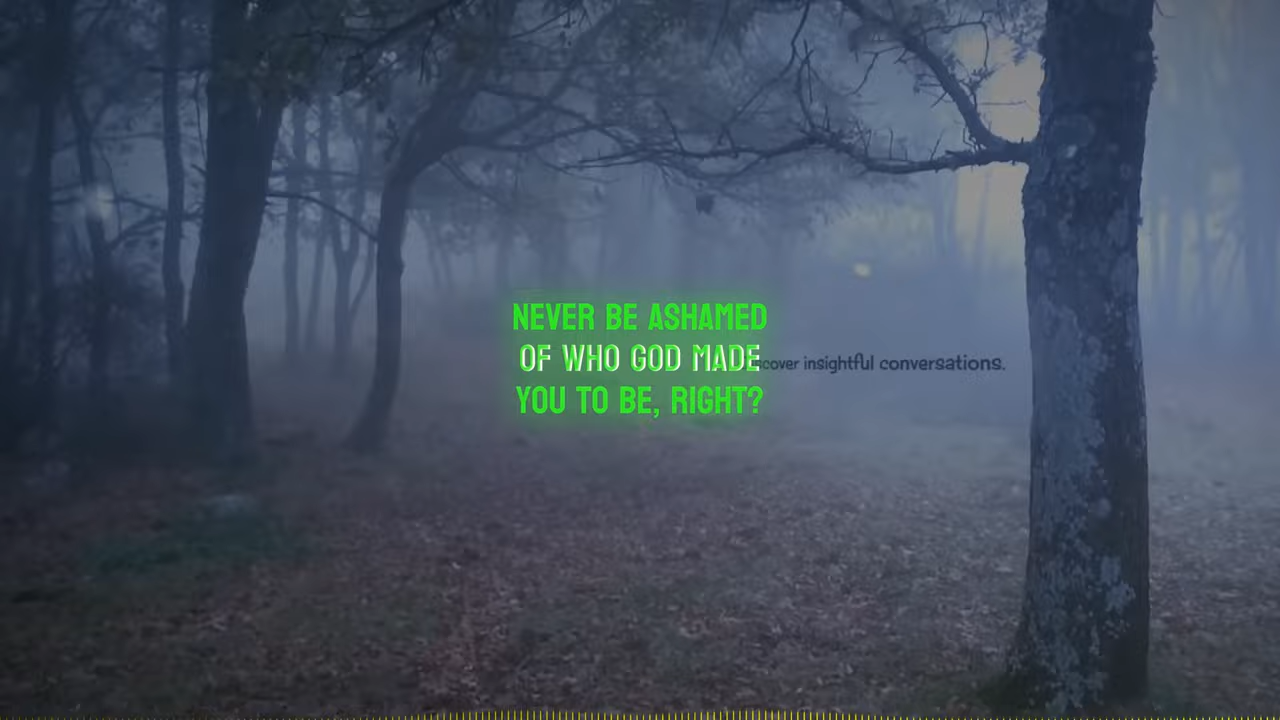 NEVER BE ASHAMED
OF WHO GOD MADE
YOU TO BE, RIGHT?
insightful conversations.